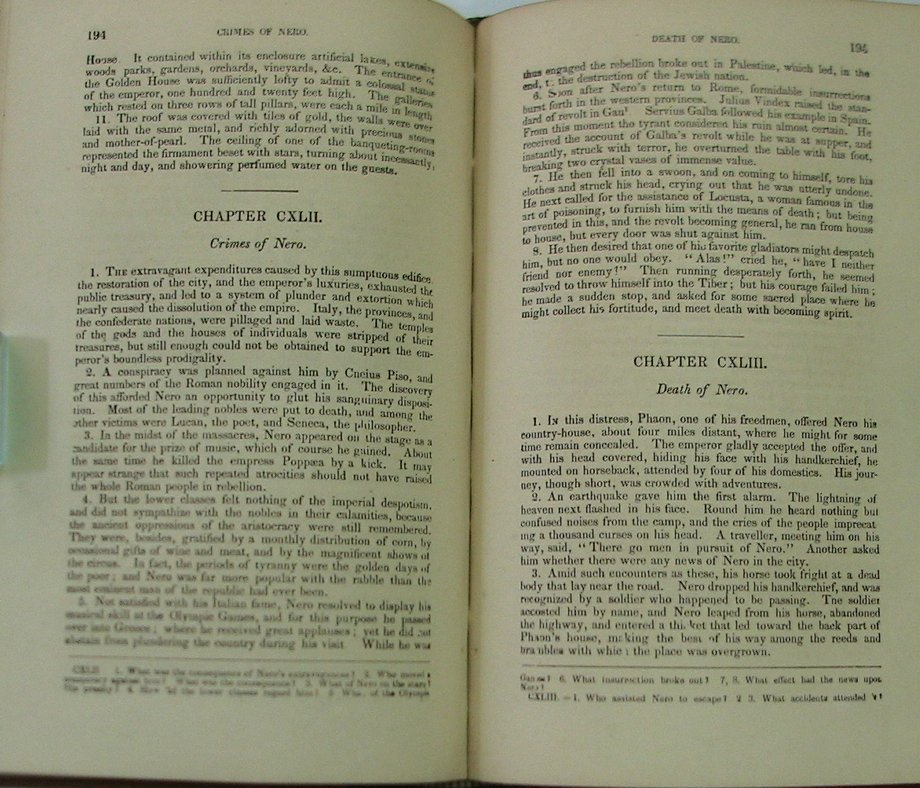 194
CRIMES OF NERO.
House. It contained within its enclosure artificial lakes, extensive
woods parks, gardens, orchards, vineyards, &c. The entrance of
the Golden House was sufficiently lofty to admit a colossal statue
of the emperor, one hundred and twenty feet high. The galleries
which rested on three rows of tall pillars, were each a mile in length
11. The roof was covered with tiles of gold, the walls were over
laid with the same metal, and richly adorned with precious stones
and mother-of-pearl. The ceiling of one of the banqueting-rooms
represented the firmament beset with stars, turning about incessantly,
night and day, and showering perfumed water on the guests.
CHAPTER CXLII.
Crimes of Nero.
1. THE extravagant expenditures caused by this sumptuous edifice
the restoration of the city, and the emperor's luxuries, exhausted the
public treasury, and led to a system of plunder and extortion which
nearly caused the dissolution of the empire. Italy, the provinces, and
the confederate nations, were pillaged and laid waste. The temples
of the gods and the houses of individuals were stripped of their
treasures, but still enough could not be obtained to support the em-
peror's boundless prodigality.
2. A conspiracy was planned against him by Cneius Piso, and
great numbers of the Roman nobility engaged in it. The discovery
of this afforded Nero an opportunity to glut his sanguinary disposi-
tion. Most of the leading nobles were put to death, and among the
other victims were Lucan, the poet, and Seneca, the philosopher.
3. In the midst of the massacres, Nero appeared on the stage as a
candidate for the prize of music, which of course he gained. About
the same time he killed the empress Poppæa by a kick. It may
appear strange that such repeated atrocities should not have raised
the whole Roman people in rebellion.
4. But the lower classes felt nothing of the imperial despotism,
and did not sympathize with the nobles in their calamities, because
the ancient oppressions of the aristocracy were still remembered.
They were, besides, gratified by a monthly distribution of corn, by
occasional gifts of wine and meat, and by the magnificent shows of
the circus. In fact, the periods of tyranny were the golden days of
the poor; and Nero was far more popular with the rabble than the
most eminent man of the republic had ever been.
5. Not satisfied with his Italian fame, Nero resolved to display his
musical skill at the Olympic Games, and for this purpose he passed
over into Greece; where he received great applauses; yet he did not
abstain from plundering the country during his visit. While he was
CXLII. 1. What was the consequences of Nero's extravagance? 2. Who moved a
conspiracy against him? What was the consequence? 3. What of Nero on the stage?
4. How did the lower classes regard him? 5. What of the Olympic
DEATH OF NERO.
195
thus engaged the rebellion broke out in Palestine, which led, in the
end, to the destruction of the Jewish nation.
6. Soon after Nero's return to Rome, formidable insurrections
burst forth in the western provinces. Julius Vindex raised the stan-
dard of revolt in Gaul Servius Galba followed his example in Spain.
From this moment the tyrant considered his ruin almost certain. He
received the account of Galba's revolt while he was at supper, and
instantly, struck with terror, he overturned the table with his foot,
breaking two crystal vases of immense value.
7. He then fell into a swoon, and on coming to himself, tore his
clothes and struck his head, crying out that he was utterly undone.
He next called for the assistance of Locusta, a woman famous in the
art of poisoning, to furnish him with the means of death; but being
prevented in this, and the revolt becoming general, he ran from house
to house, but every door was shut against him.
8. He then desired that one of his favorite gladiators might despatch
him, but no one would obey. "Alas!" cried he, "have I neither
friend nor enemy?" Then running desperately forth, he seemed
resolved to throw himself into the Tiber; but his courage failed him;
he made a sudden stop, and asked for some sacred place where he
might collect his fortitude, and meet death with becoming spirit.
CHAPTER CXLIII.
Death of Nero.
1. IN this distress, Phaon, one of his freedmen, offered Nero his
country-house, about four miles distant, where he might for some
time remain concealed. The emperor gladly accepted the offer, and
with his head covered, hiding his face with his handkerchief, he
mounted on horseback, attended by four of his domestics. His jour-
ney, though short, was crowded with adventures.
2. An earthquake gave him the first alarm. The lightning of
heaven next flashed in his face. Round him he heard nothing but
confused noises from the camp, and the cries of the people imprecat
ing a thousand curses on his head. A traveller, meeting him on his
way, said, "There go men in pursuit of Nero." Another asked
him whether there were any news of Nero in the city.
3. Amid such encounters as these, his horse took fright at a dead
body that lay near the road. Nero dropped his handkerchief, and was
recognized by a soldier who happened to be passing. The soldier
accosted him by name, and Nero leaped from his horse, abandoned
the highway, and entered a thicket that led toward the back part of
Phaon's house, making the best of his way among the reeds and
brambles with which the place was overgrown.
Games? 6. What insurrection broke out? 7, 8. What effect had the news upon
Nero?
CXLIII.—1. Who assisted Nero to escape? 2 3. What accidents attended